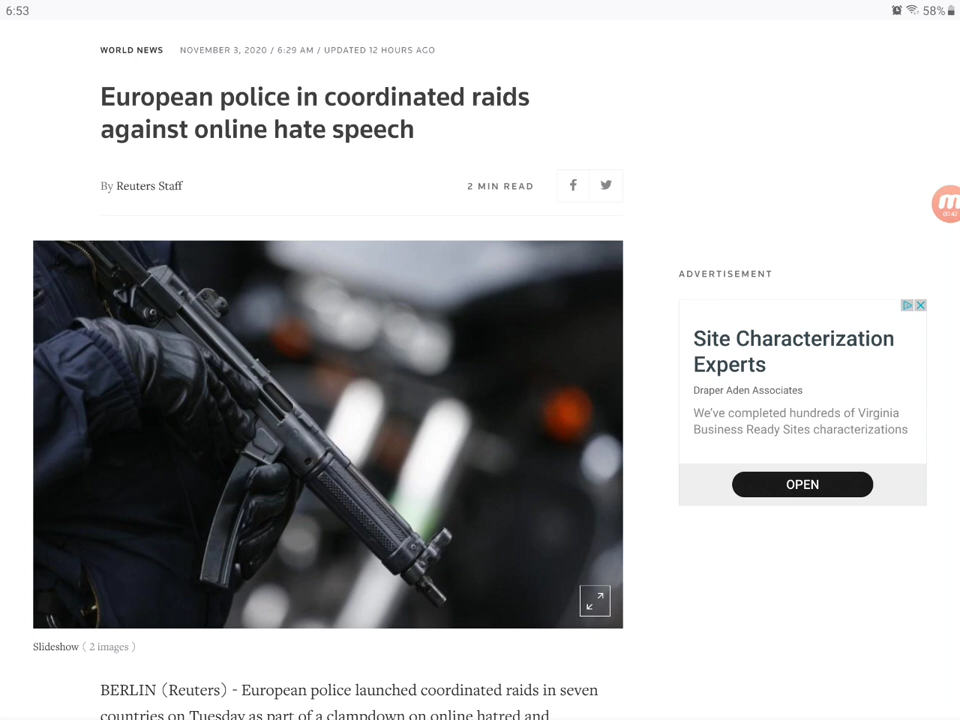 6:53
58%
WORLD NEWS NOVEMBER 3, 2020 / 6:29 AM / UPDATED 12 HOURS AGO
European police in coordinated raids
against online hate speech
By Reuters Staff
2 MIN READ
00:42
ADVERTISEMENT
Site Characterization
Experts
Draper Aden Associates
We've completed hundreds of Virginia
Business Ready Sites characterizations
OPEN
Slideshow ( 2 images )
BERLIN (Reuters) - European police launched coordinated raids in seven
countries on Tuesday as part of a clampdown on online hatred and